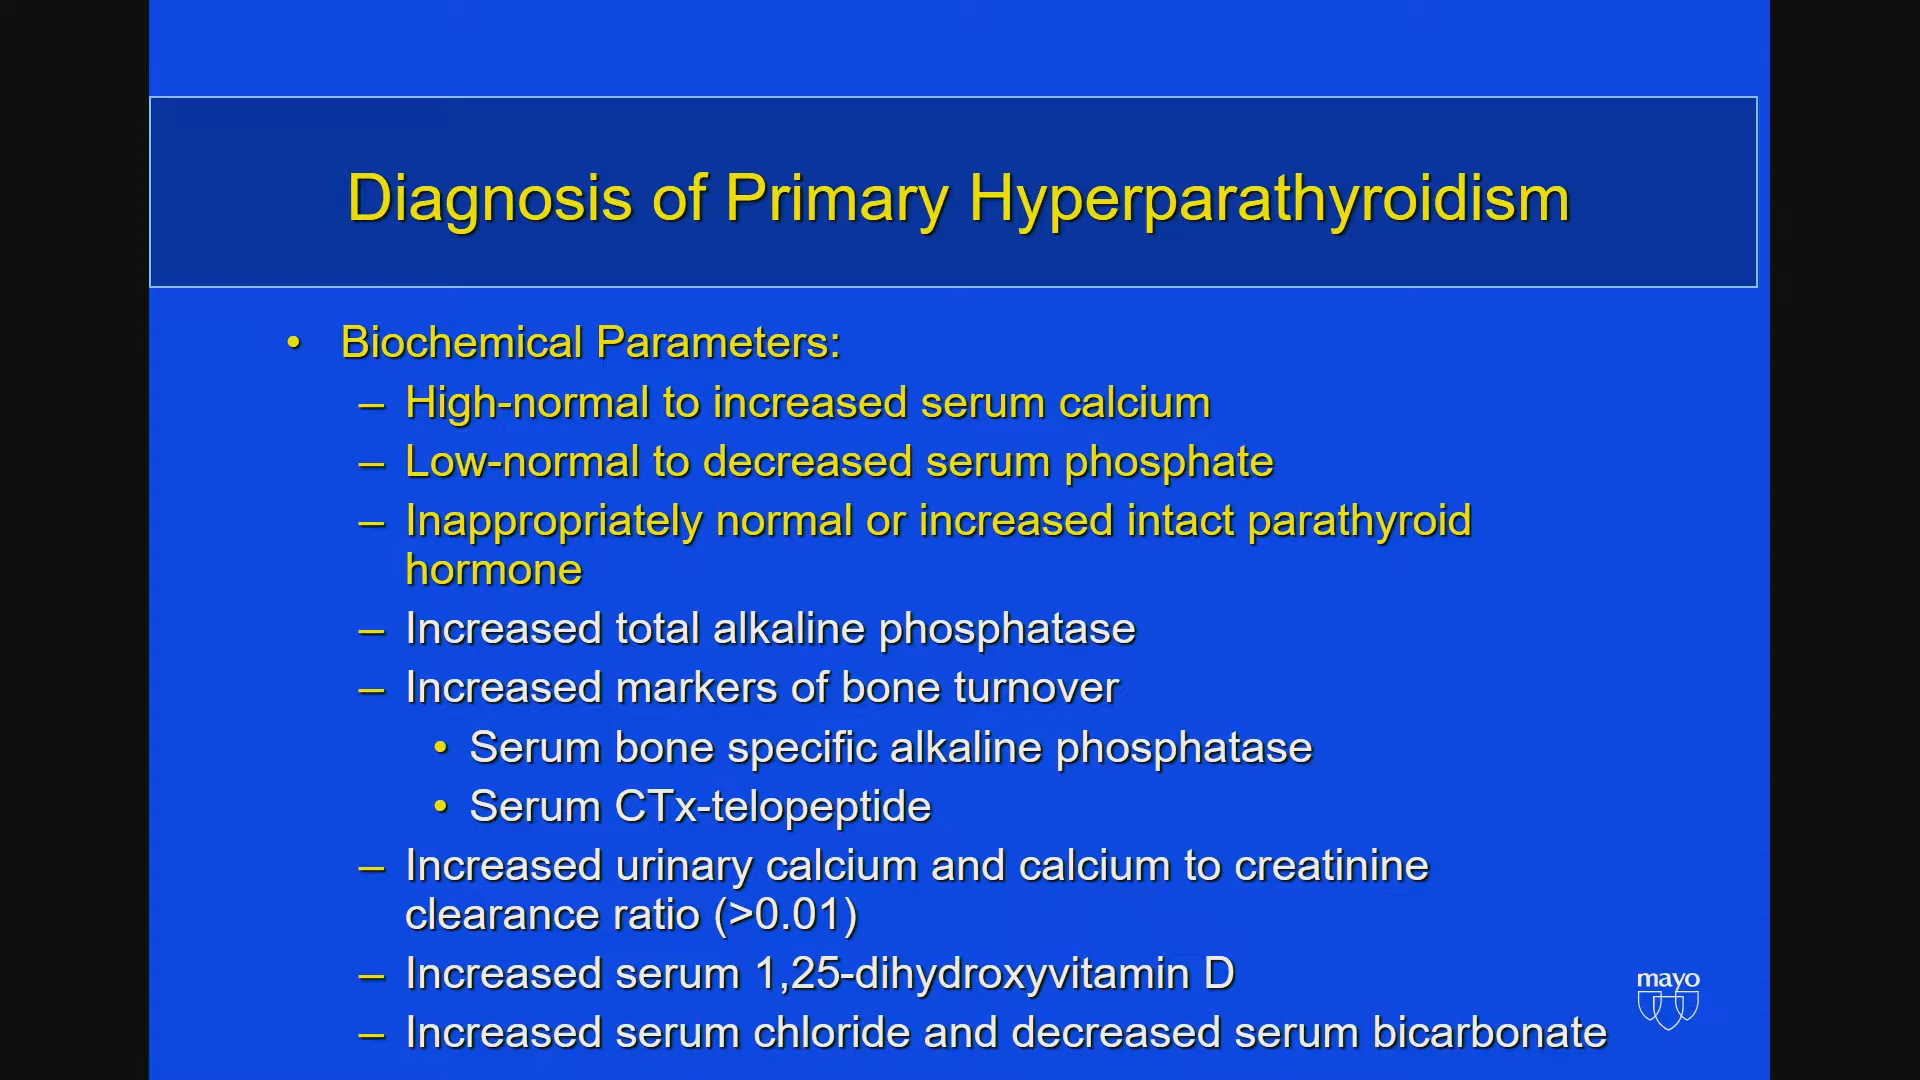 Diagnosis of Primary Hyperparathyroidism
• Biochemical Parameters:
– High-normal to increased serum calcium
– Low-normal to decreased serum phosphate
– Inappropriately normal or increased intact parathyroid
hormone
– Increased total alkaline phosphatase
– Increased markers of bone turnover
• Serum bone specific alkaline phosphatase
• Serum CTx-telopeptide
– Increased urinary calcium and calcium to creatinine
clearance ratio (>0.01)
– Increased serum 1,25-dihydroxyvitamin D
– Increased serum chloride and decreased serum bicarbonate
mayo